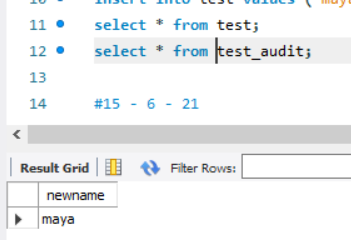 10 insert into test values ( 'maya
11 select * from test;
12 select * from test_audit;
13
14 #15 - 6 - 21
Result Grid Filter Rows:
newname
maya